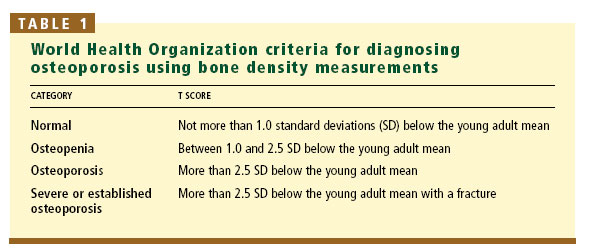 TABLE 1
World Health Organization criteria for diagnosing
osteoporosis using bone density measurements
CATEGORY T SCORE
Normal Not more than 1.0 standard deviations (SD) below the young adult mean
Osteopenia Between 1.0 and 2.5 SD below the young adult mean
Osteoporosis More than 2.5 SD below the young adult mean
Severe or established More than 2.5 SD below the young adult mean with a fracture
osteoporosis